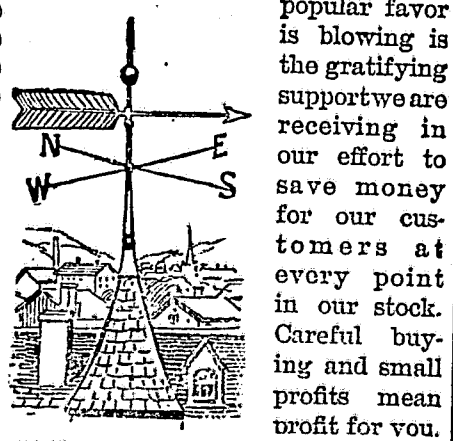 N
E
W
S
popular favor
is blowing is
the gratifying
support we are
receiving in
our effort to
save money
for our cus-
tomers at
every point
in our stock.
Careful buy-
ing and small
profits mean
profit for you.